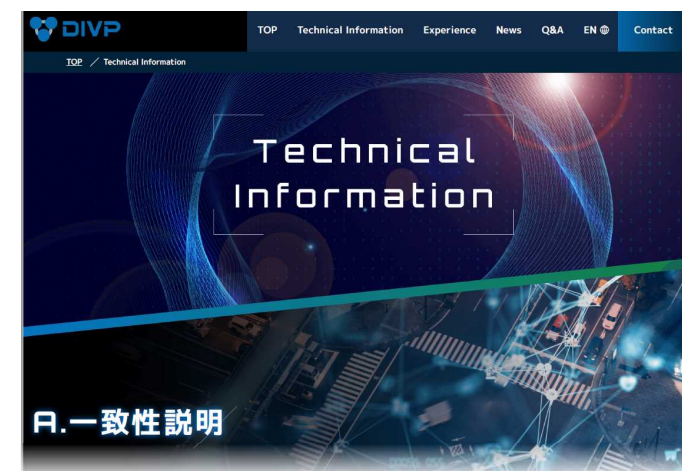 DIVP
TOP Technical Information Experience News Q&A EN Contact
TOP / Technical Information
Technical
Information
A.一致性説明